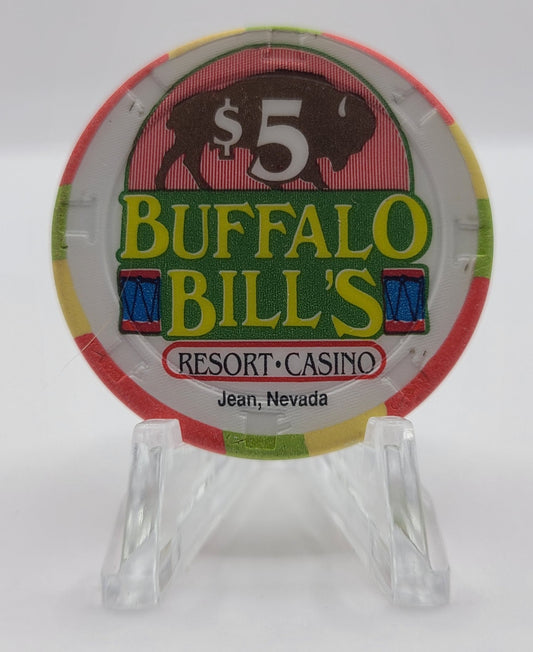 $5
BUFFALO
BILL'S
RESORT • CASINO
Jean, Nevada